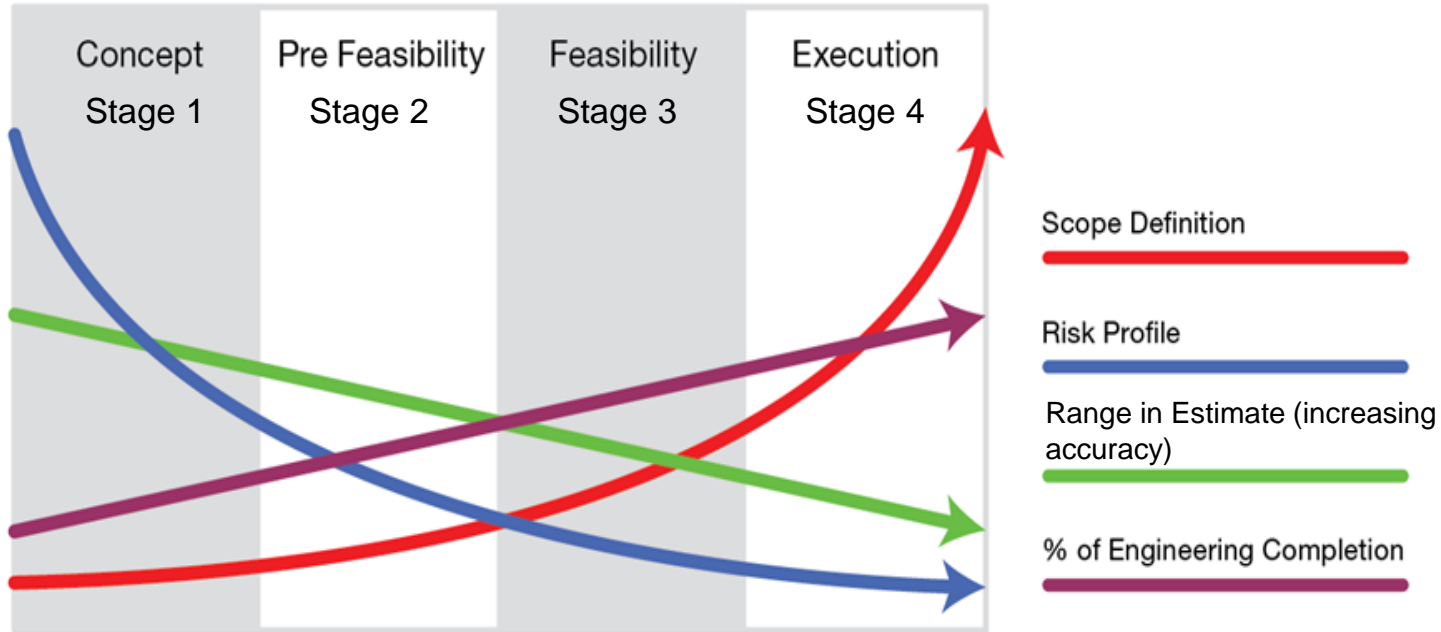 Concept
Stage 1
Pre Feasibility
Stage 2
Feasibility
Stage 3
Execution
Stage 4
Scope Definition
Risk Profile
Range in Estimate (increasing
accuracy)
% of Engineering Completion